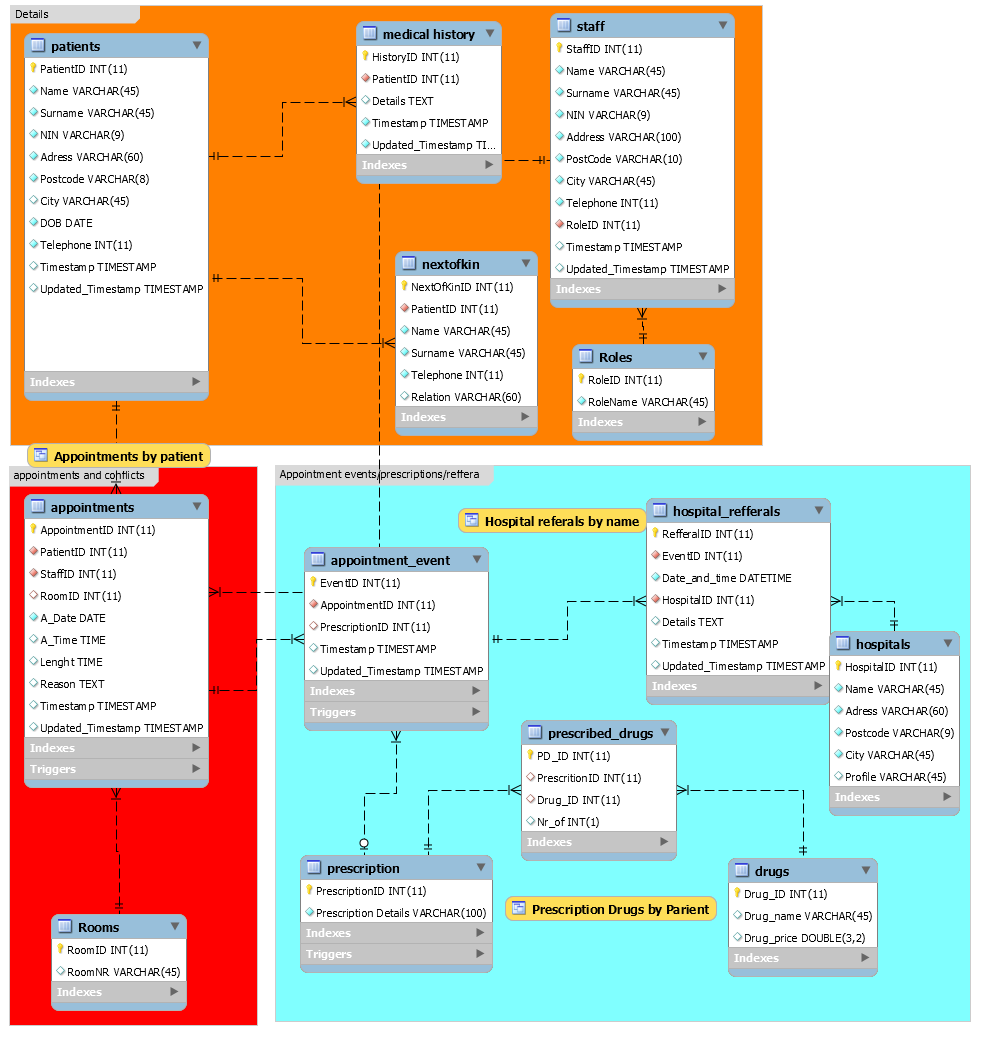 Details
patients
PatientID INT(11)
Name VARCHAR(45)
Surname VARCHAR(45)
NIN VARCHAR(9)
Adress VARCHAR(60)
Postcode VARCHAR(8)
City VARCHAR(45)
DOB DATE
Telephone INT(11)
Timestamp TIMESTAMP
Updated_Timestamp TIMESTAMP
Indexes
medical history
HistoryID INT(11)
PatientID INT(11)
Details TEXT
Timestamp TIMESTAMP
Updated_Timestamp TI...
Indexes
staff
StaffID INT(11)
Name VARCHAR(45)
Surname VARCHAR(45)
NIN VARCHAR(9)
Address VARCHAR(100)
PostCode VARCHAR(10)
City VARCHAR(45)
Telephone INT(11)
RoleID INT(11)
Timestamp TIMESTAMP
Updated_Timestamp TIMESTAMP
Indexes
nextofkin
NextOfKinID INT(11)
PatientID INT(11)
Name VARCHAR(45)
Surname VARCHAR(45)
Telephone INT(11)
Relation VARCHAR(60)
Indexes
Roles
RoleID INT(11)
RoleName VARCHAR(45)
Indexes
Appointments by patient
appointments and conflicts
appointments
AppointmentID INT(11)
PatientID INT(11)
StaffID INT(11)
RoomID INT(11)
A_Date DATE
A_Time TIME
Lenght TIME
Reason TEXT
Timestamp TIMESTAMP
Updated_Timestamp TIMESTAMP
Indexes
Triggers
Rooms
RoomID INT(11)
RoomNR VARCHAR(45)
Indexes
Appointment events/prescriptions/reffera
Hospital referals by name
appointment_event
EventID INT(11)
AppointmentID INT(11)
PrescriptionID INT(11)
Timestamp TIMESTAMP
Updated_Timestamp TIMESTAMP
Indexes
Triggers
hospital_refferals
RefferalID INT(11)
EventID INT(11)
Date_and_time DATETIME
HospitalID INT(11)
Details TEXT
Timestamp TIMESTAMP
Updated_Timestamp TIMESTAMP
Indexes
hospitals
HospitalID INT(11)
Name VARCHAR(45)
Adress VARCHAR(60)
Postcode VARCHAR(9)
City VARCHAR(45)
Profile VARCHAR(45)
Indexes
prescribed_drugs
PD_ID INT(11)
PrescritionID INT(11)
Drug_ID INT(11)
Nr_of INT(1)
Indexes
prescription
PrescriptionID INT(11)
Prescription Details VARCHAR(100)
Indexes
Triggers
Prescription Drugs by Parient
drugs
Drug_ID INT(11)
Drug_name VARCHAR(45)
Drug_price DOUBLE(3,2)
Indexes